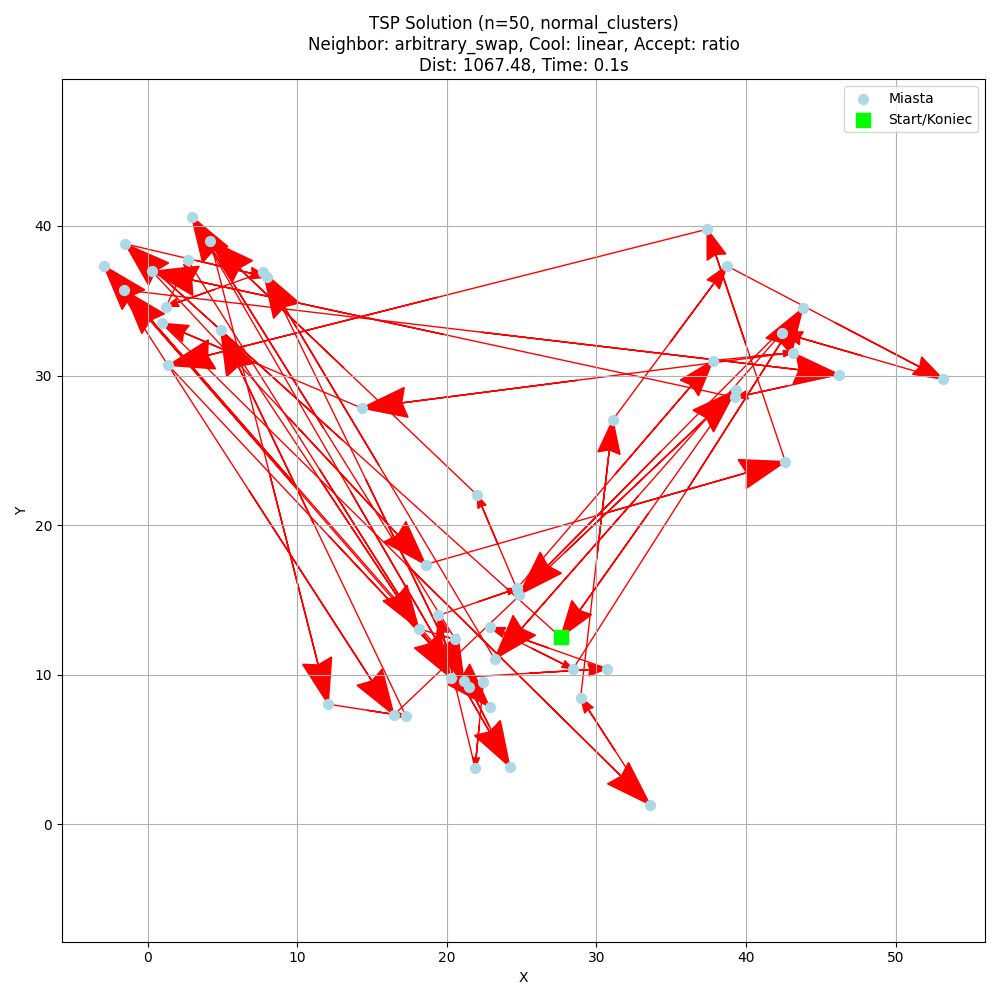 TSP Solution (n=50, normal_clusters)
Neighbor: arbitrary_swap, Cool: linear, Accept: ratio
Dist: 1067.48, Time: 0.1s
Miasta
Start/Koniec
40
30
20
10
0
Y
0 10 20 30 40 50
X